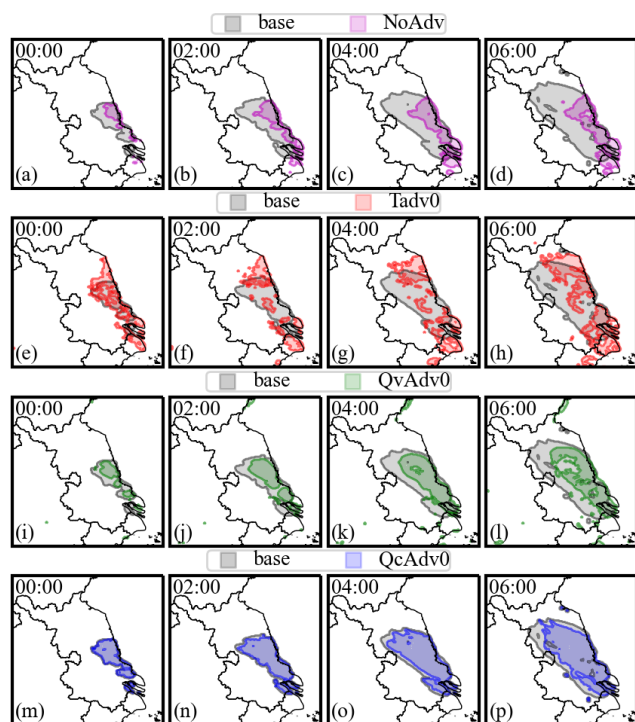 base NoAdv
00:00 02:00 04:00 06:00
(a) (b) (c) (d)
base Tadv0
00:00 02:00 04:00 06:00
(e) (f) (g) (h)
base QvAdv0
00:00 02:00 04:00 06:00
(i) (j) (k) (l)
base QcAdv0
00:00 02:00 04:00 06:00
(m) (n) (o) (p)